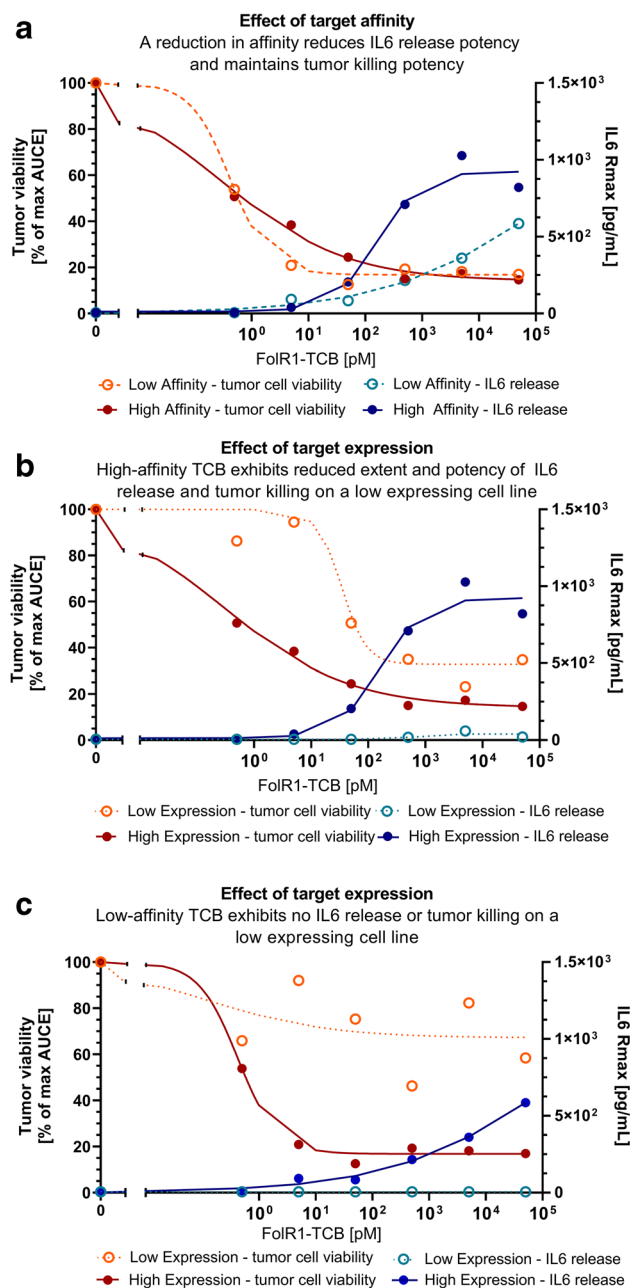 a
Effect of target affinity
A reduction in affinity reduces IL6 release potency
and maintains tumor killing potency
Tumor viability
[% of max AUCE]
100
80
60
40
20
0
1.5×10³
1×10³
5×10²
0
IL6 Rmax [pg/mL]
0
10⁰
10¹
10²
10³
10⁴
10⁵
FolR1-TCB [pM]
Low Affinity - tumor cell viability
Low Affinity - IL6 release
High Affinity - tumor cell viability
High Affinity - IL6 release
b
Effect of target expression
High-affinity TCB exhibits reduced extent and potency of IL6
release and tumor killing on a low expressing cell line
Tumor viability
[% of max AUCE]
100
80
60
40
20
0
1.5×10³
1×10³
5×10²
0
IL6 Rmax [pg/mL]
0
10⁰
10¹
10²
10³
10⁴
10⁵
FolR1-TCB [pM]
Low Expression - tumor cell viability
Low Expression - IL6 release
High Expression - tumor cell viability
High Expression - IL6 release
c
Effect of target expression
Low-affinity TCB exhibits no IL6 release or tumor killing on a
low expressing cell line
Tumor viability
[% of max AUCE]
100
80
60
40
20
0
1.5×10³
1×10³
5×10²
0
IL6 Rmax [pg/mL]
0
10⁰
10¹
10²
10³
10⁴
10⁵
FolR1-TCB [pM]
Low Expression - tumor cell viability
Low Expression - IL6 release
High Expression - tumor cell viability
High Expression - IL6 release